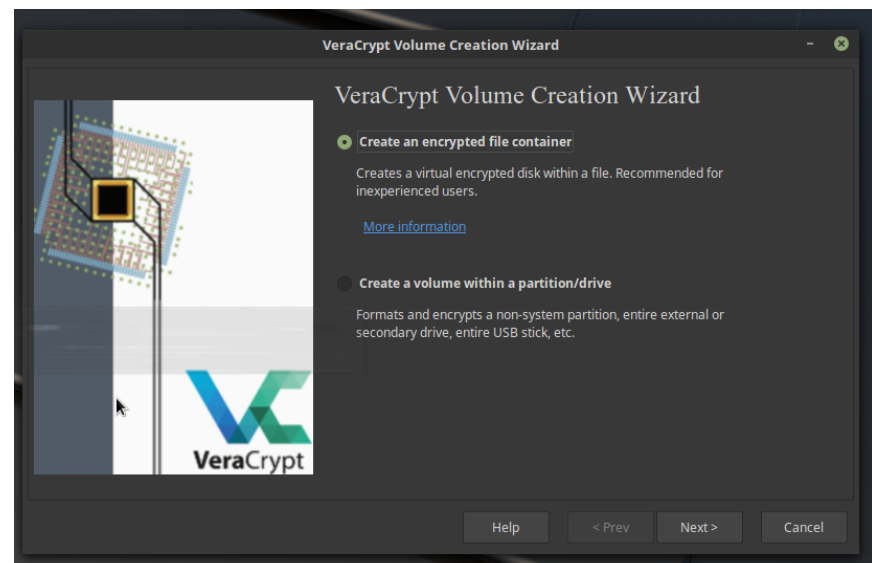 VeraCrypt Volume Creation Wizard
VeraCrypt Volume Creation Wizard
Create an encrypted file container
Creates a virtual encrypted disk within a file. Recommended for
inexperienced users.
More information
Create a volume within a partition/drive
Formats and encrypts a non-system partition, entire external or
secondary drive, entire USB stick, etc.
VeraCrypt
Help
< Prev
Next >
Cancel